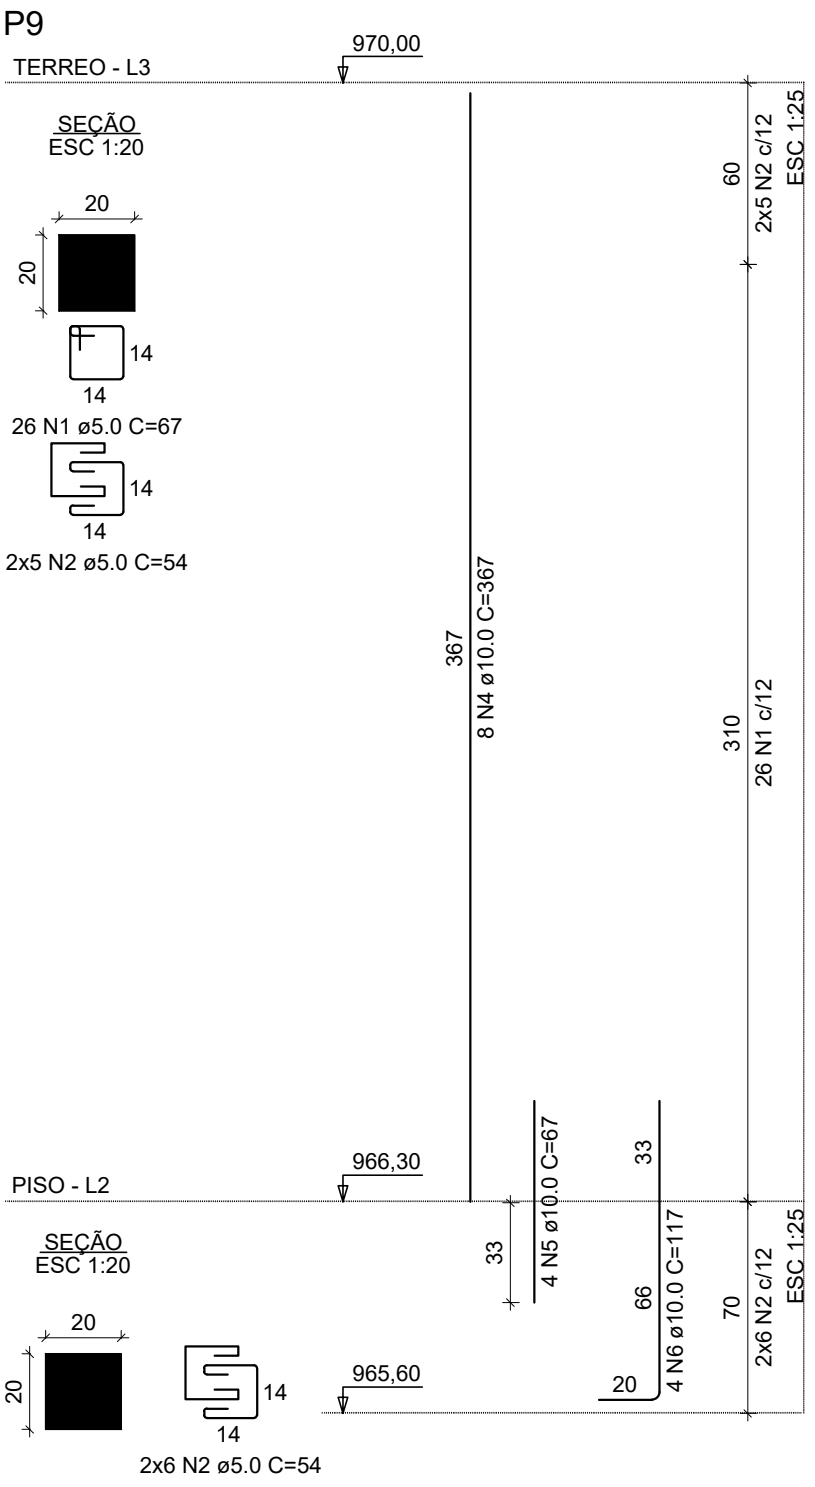 P9
970,00
TERREO - L3
SEÇÃO
ESC 1:20
20
20
14
14
26 N1 ø5.0 C=67
14
14
2x5 N2 ø5.0 C=54
367
8 N4 ø10.0 C=367
60
2x5 N2 c/12
ESC 1:25
310
26 N1 c/12
966,30
PISO - L2
SEÇÃO
ESC 1:20
20
20
14
14
2x6 N2 ø5.0 C=54
965,60
33
4 N5 ø10.0 C=67
33
66
20
4 N6 ø10.0 C=117
70
2x6 N2 c/12
ESC 1:25